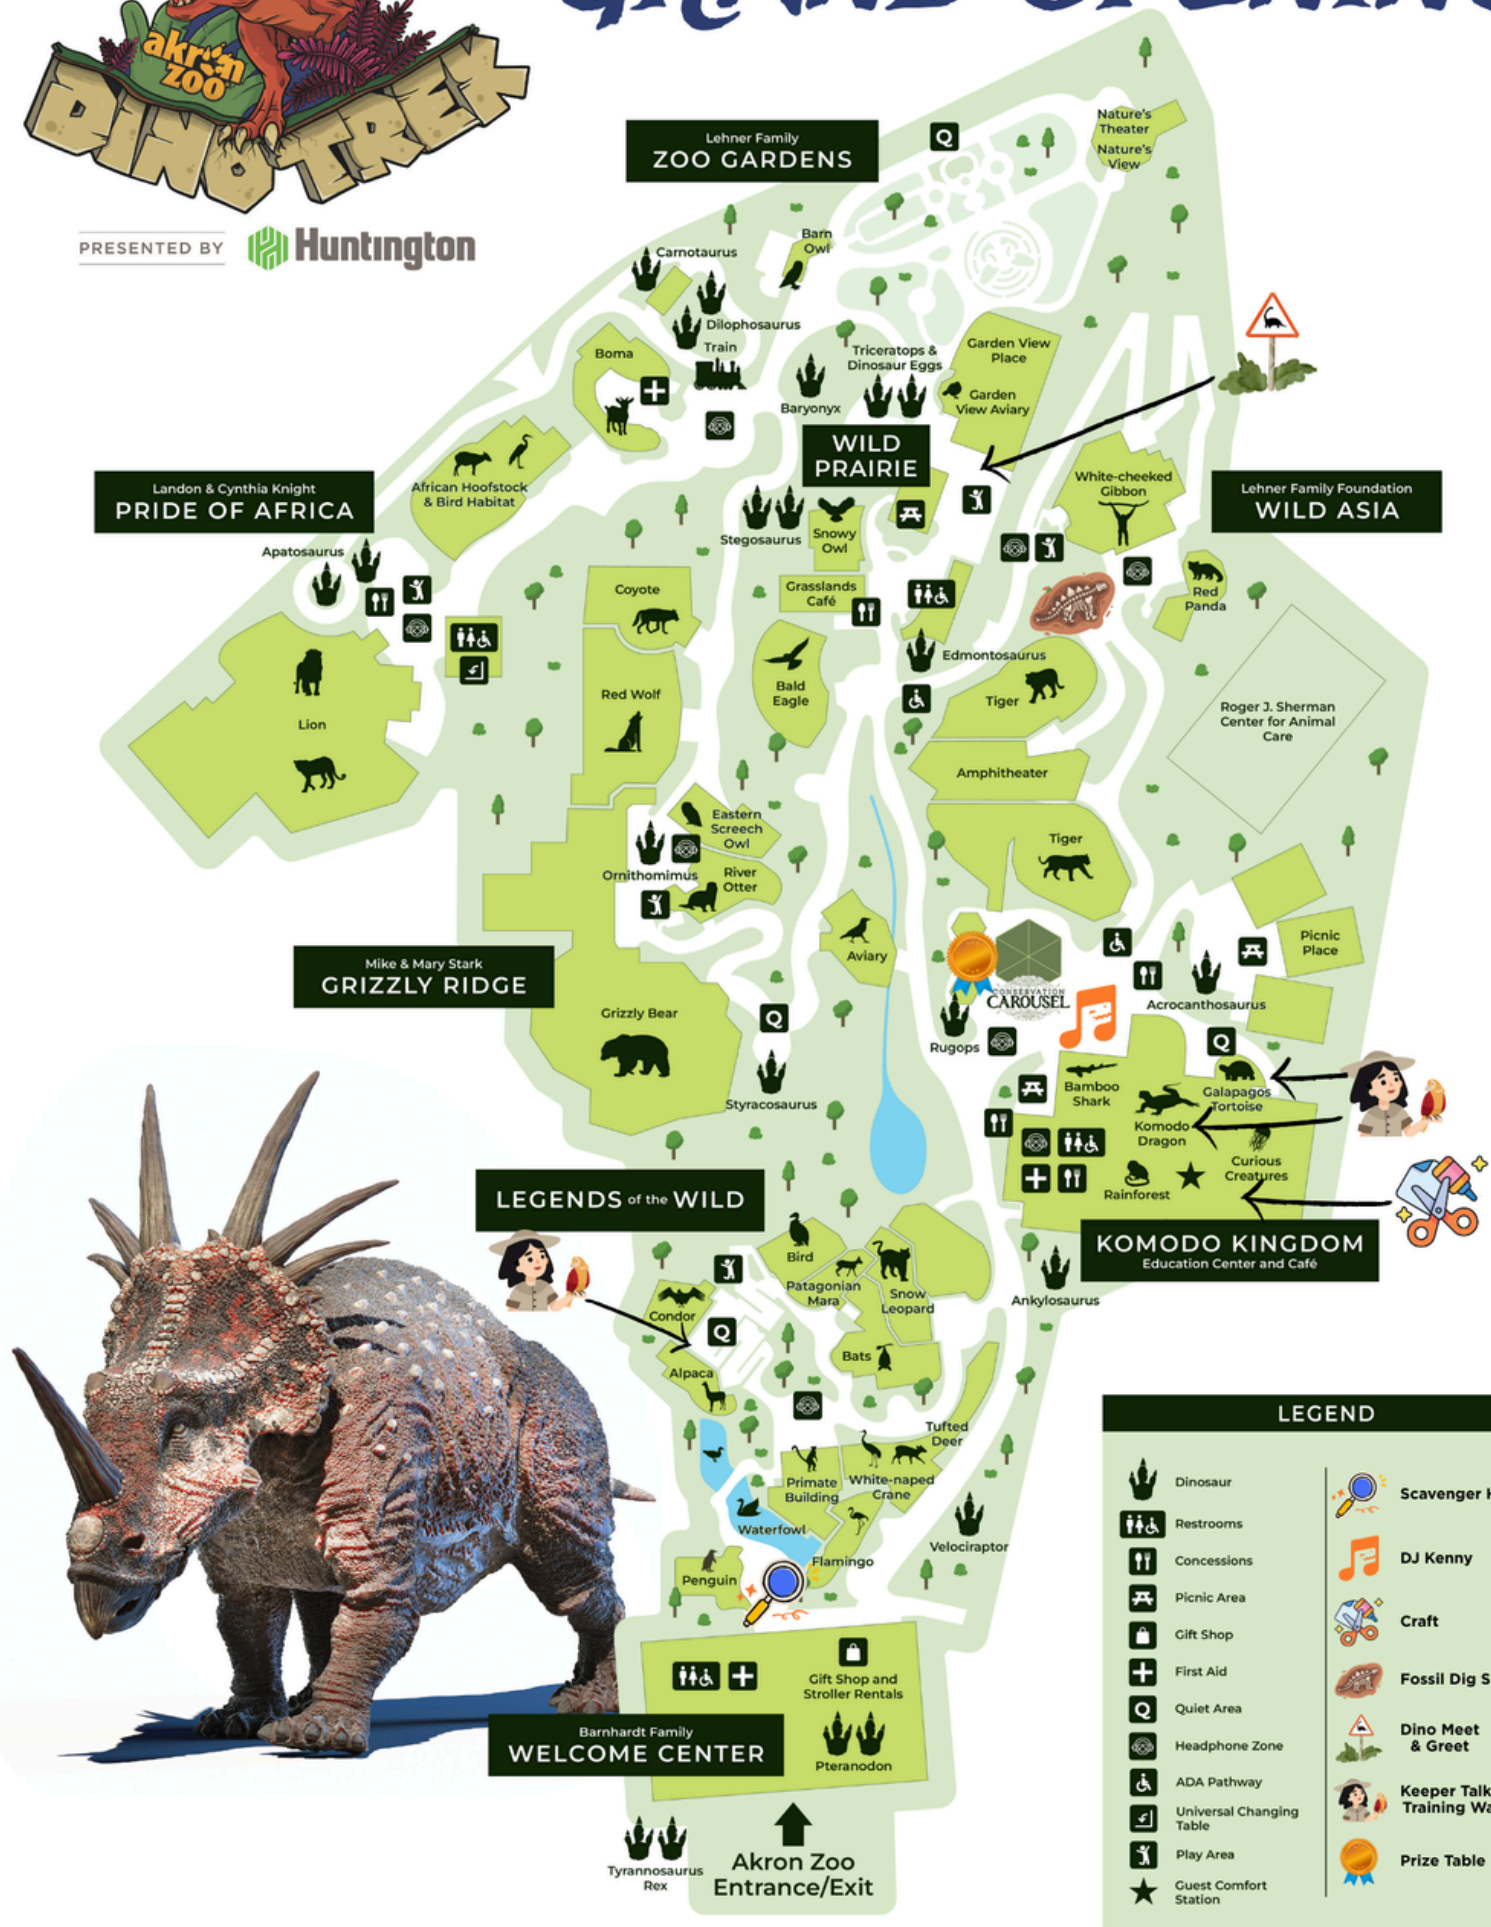 GRAND OPENING
akron
ZOO
DINO TREK
PRESENTED BY
Huntington
Lehner Family
ZOO GARDENS
Q
Nature's
Theater
Nature's
View
Barn
Owl
Carnotaurus
Dilophosaurus
Train
Boma
Triceratops &
Dinosaur Eggs
Baryonyx
Garden View
Place
Garden
View Aviary
WILD
PRAIRIE
African Hoofstock
& Bird Habitat
Landon & Cynthia Knight
PRIDE OF AFRICA
White-cheeked
Gibbon
Lehner Family Foundation
WILD ASIA
Stegosaurus
Snowy
Owl
Apatosaurus
Coyote
Grasslands
Café
Red
Panda
Edmontosaurus
Bald
Eagle
Red Wolf
Tiger
Lion
Roger J. Sherman
Center for Animal
Care
Amphitheater
Eastern
Screech
Owl
Tiger
Ornithomimus
River
Otter
Aviary
Picnic
Place
Mike & Mary Stark
GRIZZLY RIDGE
CONSERVATION
CAROUSEL
Acrocanthosaurus
Grizzly Bear
Q
Rugops
Q
Styracosaurus
Bamboo
Shark
Galapagos
Tortoise
Komodo
Dragon
Curious
Creatures
Rainforest
LEGENDS of the WILD
KOMODO KINGDOM
Education Center and Café
Bird
Patagonian
Mara
Snow
Leopard
Ankylosaurus
Condor
Q
Bats
Alpaca
Tufted
Deer
Primate
Building
White-naped
Crane
Waterfowl
Flamingo
Velociraptor
Penguin
Gift Shop and
Stroller Rentals
Barnhardt Family
WELCOME CENTER
Pteranodon
Tyrannosaurus
Rex
Akron Zoo
Entrance/Exit
LEGEND
Dinosaur
Restrooms
Concessions
Picnic Area
Gift Shop
First Aid
Q
Quiet Area
Headphone Zone
ADA Pathway
Universal Changing
Table
Play Area
Guest Comfort
Station
Scavenger H
DJ Kenny
Craft
Fossil Dig S
Dino Meet
& Greet
Keeper Talk
Training Wa
Prize Table